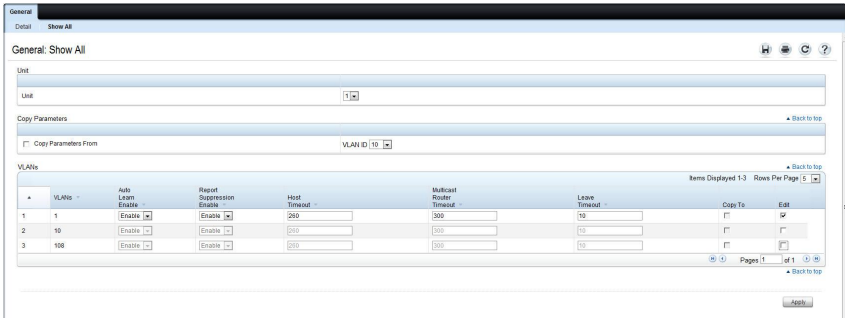 General
Detail Show All
General: Show All
Unit
Unit 1
Copy Parameters Back to top
Copy Parameters From VLAN ID 10
VLANs Back to top
Items Displayed 1-3 Rows Per Page 5
VLANs Auto Learn Enable Report Suppression Enable Host Timeout Multicast Router Timeout Leave Timeout Copy To Edit
1 1 Enable Enable 260 300 10
2 10 Enable Enable 260 300 10
3 108 Enable Enable 260 300 10
Pages 1 of 1
Back to top
Apply